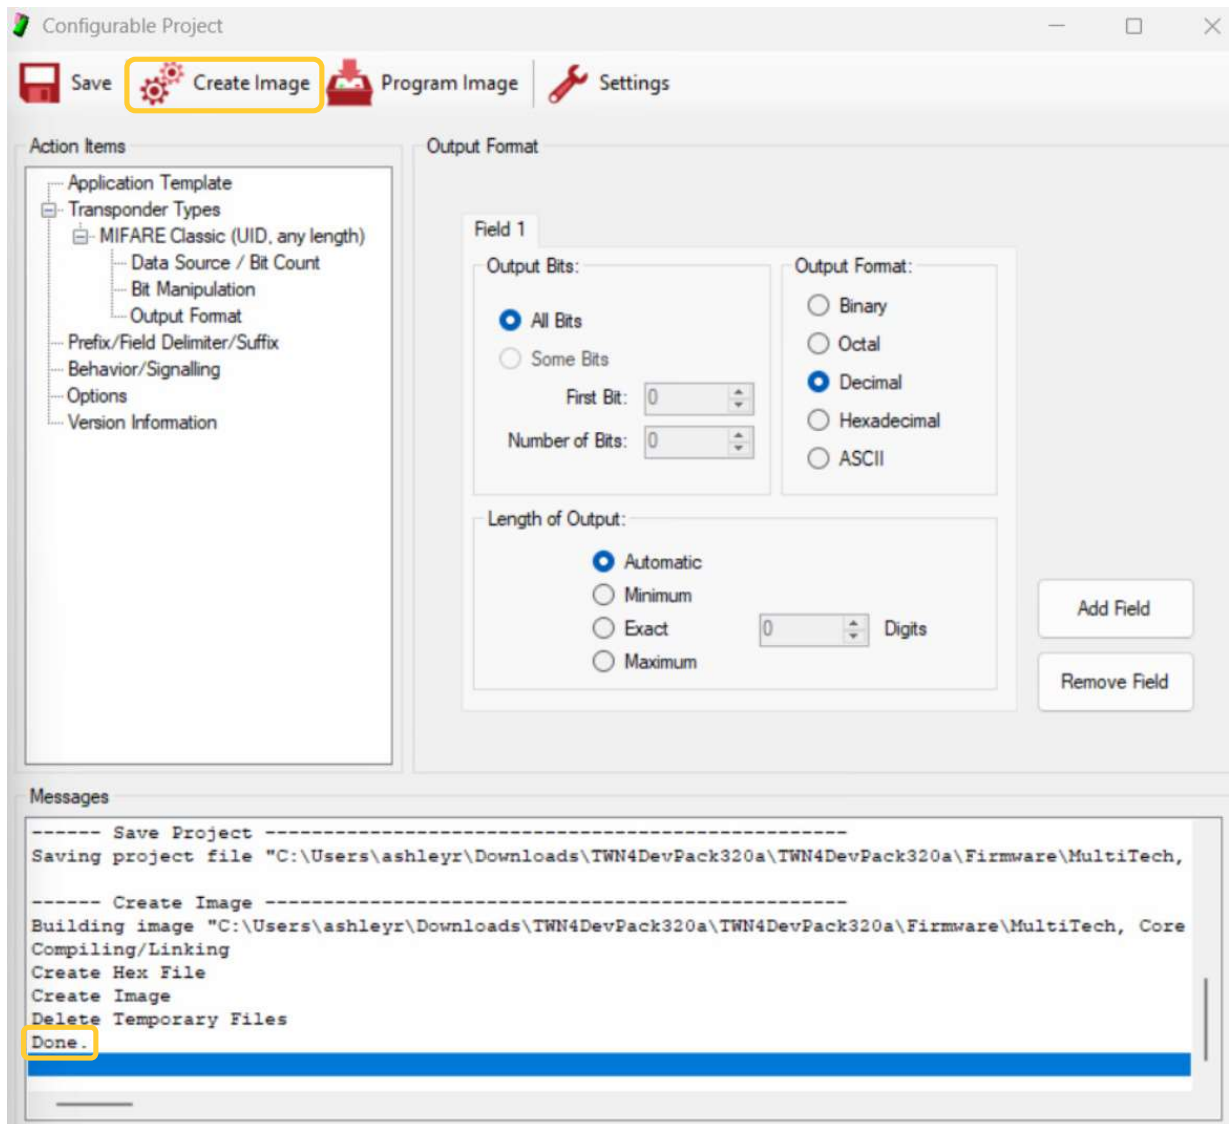 Configurable Project
Save Create Image Program Image Settings
Action Items
Application Template
Transponder Types
MIFARE Classic (UID, any length)
Data Source / Bit Count
Bit Manipulation
Output Format
Prefix/Field Delimiter/Suffix
Behavior/Signalling
Options
Version Information
Output Format
Field 1
Output Bits:
All Bits
Some Bits
First Bit: 0
Number of Bits: 0
Output Format:
Binary
Octal
Decimal
Hexadecimal
ASCII
Length of Output:
Automatic
Minimum
Exact 0 Digits
Maximum
Add Field
Remove Field
Messages
------ Save Project ---------------------------------------------------
Saving project file "C:\Users\ashleyr\Downloads\TWN4DevPack320a\TWN4DevPack320a\Firmware\MultiTech,
------ Create Image ---------------------------------------------------
Building image "C:\Users\ashleyr\Downloads\TWN4DevPack320a\TWN4DevPack320a\Firmware\MultiTech, Core
Compiling/Linking
Create Hex File
Create Image
Delete Temporary Files
Done.